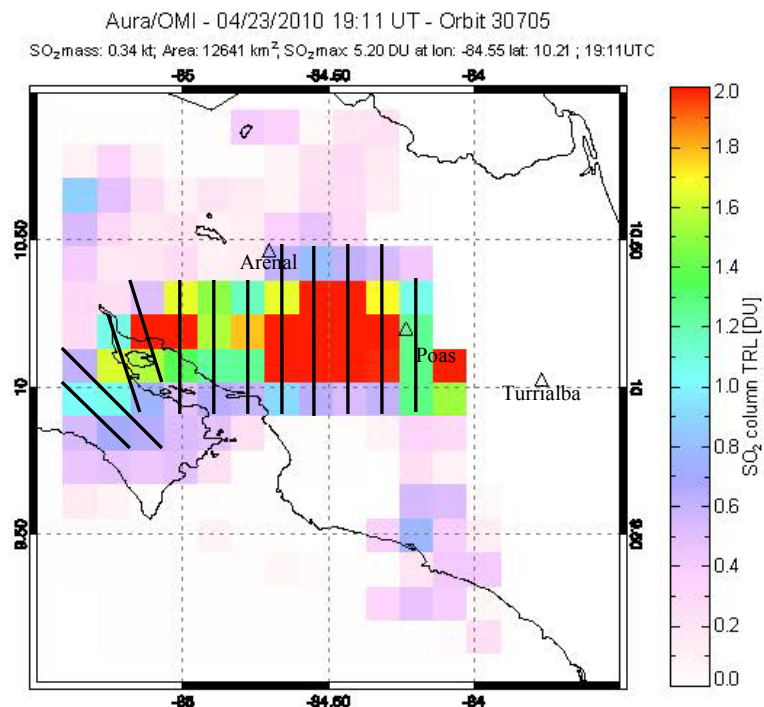 Aura/OMI - 04/23/2010 19:11 UT - Orbit 30705
SO₂ mass: 0.34 kt; Area: 12641 km²; SO₂ max: 5.20 DU at lon: -84.55 lat: 10.21 ; 19:11UTC
-85 -84.50 -84
2.0
1.8
1.6
1.4
1.2
1.0
0.8
0.6
0.4
0.2
0.0
SO₂ column TRL [DU]
10.50 10.50
Arenal
Poas
10 10
Turrialba
9.50 9.50
-85 -84.50 -84